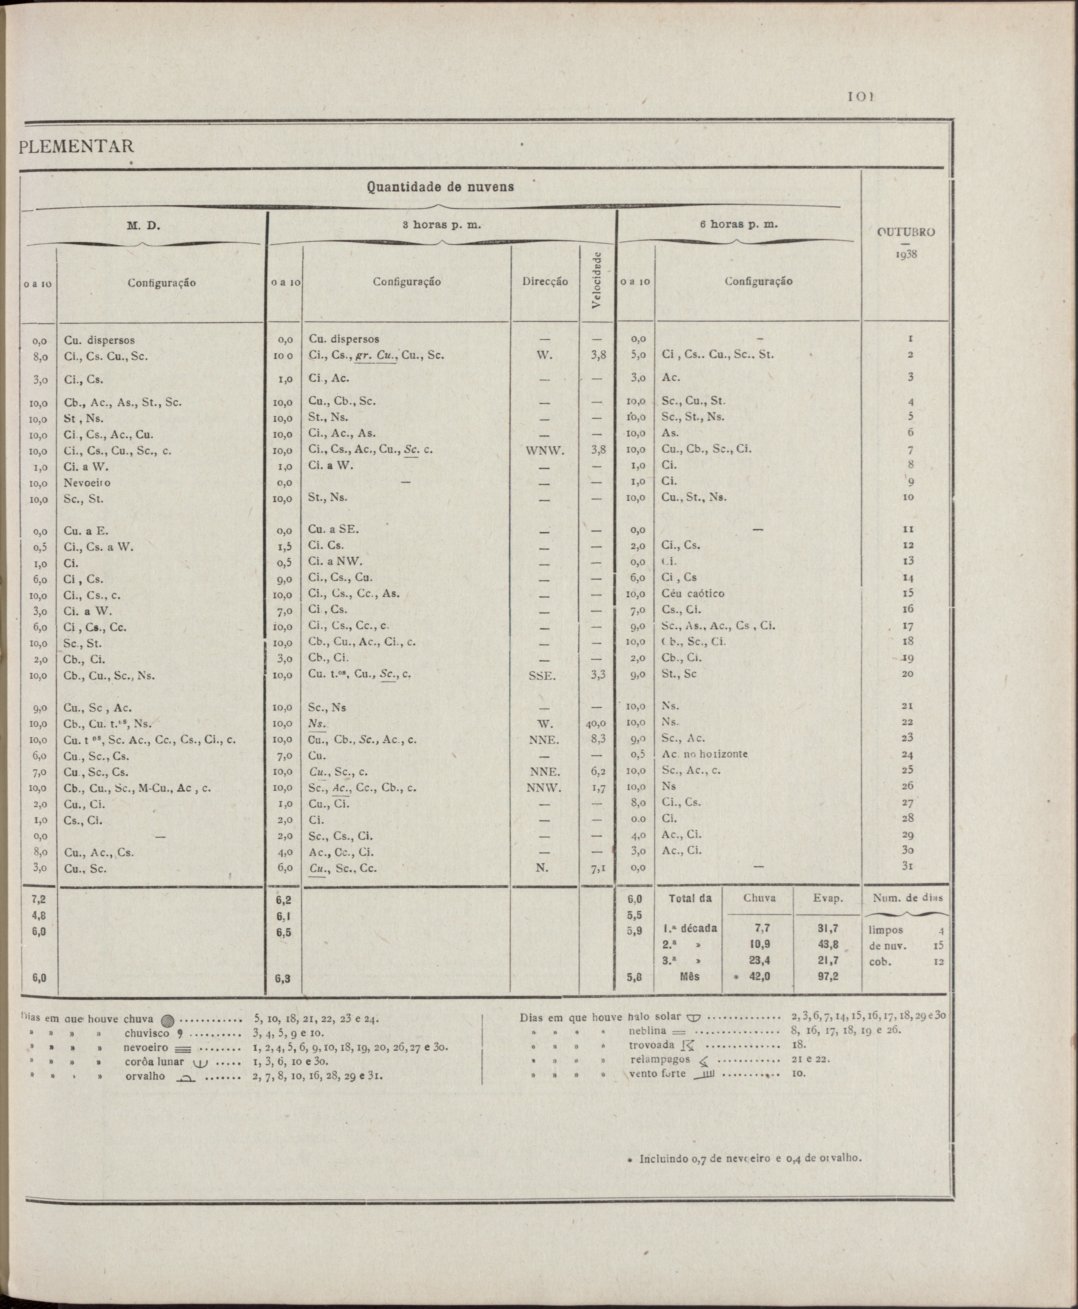 101
PLEMENTAR
Quantidade de nuvens
M. D. 3 horas p. m. 6 horas p. m. OUTUBRO
1938
0 a 10 Configuração 0 a 10 Configuração Direcção Velocidade 0 a 10 Configuração
0,0 Cu. dispersos 0,0 Cu. dispersos — — 0,0 — 1
8,0 Ci., Cs. Cu., Sc. 10 0 Ci., Cs., gr. Cu., Cu., Sc. W. 3,8 5,0 Ci , Cs.. Cu., Sc.. St. 2
3,0 Ci., Cs. 1,0 Ci , Ac. — — 3,0 Ac. 3
10,0 Cb., Ac., As., St., Sc. 10,0 Cu., Cb., Sc. — — 10,0 Sc., Cu., St. 4
10,0 St , Ns. 10,0 St., Ns. — — 10,0 Sc., St., Ns. 5
10,0 Ci , Cs., Ac., Cu. 10,0 Ci., Ac., As. — — 10,0 As. 6
10,0 Ci., Cs., Cu., Sc., c. 10,0 Ci., Cs., Ac., Cu., Sc. c. WNW. 3,8 10,0 Cu., Cb., Sc., Ci. 7
1,0 Ci. a W. 1,0 Ci. a W. — — 1,0 Ci. 8
10,0 Nevoeiro 0,0 — — — 1,0 Ci. 9
10,0 Sc., St. 10,0 St., Ns. — — 10,0 Cu., St., Ns. 10
0,0 Cu. a E. 0,0 Cu. a SE. — — 0,0 — 11
0,5 Ci., Cs. a W. 1,5 Ci. Cs. — — 2,0 Ci., Cs. 12
1,0 Ci. 0,5 Ci. a NW. — — 0,0 Ci. 13
6,0 Ci , Cs. 9,0 Ci., Cs., Cu. — — 6,0 Ci , Cs 14
10,0 Ci., Cs., c. 10,0 Ci., Cs., Cc., As. — — 10,0 Céu caótico 15
3,0 Ci. a W. 7,0 Ci , Cs. — — 7,0 Cs., Ci. 16
6,0 Ci , Cs., Cc. 10,0 Ci., Cs., Cc., c. — — 9,0 Sc., As., Ac., Cs , Ci. 17
10,0 Sc., St. 10,0 Cb., Cu., Ac., Ci., c. — — 10,0 Cb., Sc., Ci. 18
2,0 Cb., Ci. 3,0 Cb., Ci. — — 2,0 Cb., Ci. 19
10,0 Cb., Cu., Sc., Ns. 10,0 Cu. t.os, Cu., Sc., c. SSE. 3,3 9,0 St., Sc 20
9,0 Cu., Sc , Ac. 10,0 Sc., Ns — — 10,0 Ns. 21
10,0 Cb., Cu. t.os, Ns. 10,0 Ns. W. 40,0 10,0 Ns. 22
10,0 Cu. t os, Sc. Ac., Cc., Cs., Ci., c. 10,0 Cu., Cb., Sc., Ac , c. NNE. 8,3 9,0 Sc., Ac. 23
6,0 Cu , Sc., Cs. 7,0 Cu. — — 0,5 Ac. no horizonte 24
7,0 Cu , Sc., Cs. 10,0 Cu., Sc., c. NNE. 6,2 10,0 Sc., Ac., c. 25
10,0 Cb., Cu., Sc., M-Cu., Ac , c. 10,0 Sc., Ac., Cc., Cb., c. NNW. 1,7 10,0 Ns 26
2,0 Cu., Ci. 1,0 Cu., Ci. — — 8,0 Ci., Cs. 27
1,0 Cs., Ci. 2,0 Ci. — — 0.0 Ci. 28
0,0 — 2,0 Sc., Cs., Ci. — — 4,0 Ac., Ci. 29
8,0 Cu., Ac., Cs. 4,0 Ac., Cc., Ci. — — 3,0 Ac., Ci. 30
3,0 Cu., Sc. 6,0 Cu., Sc., Cc. N. 7,1 0,0 — 31
7,2 6,2 6,0 Total da Chuva Evap. Num. de dias
4,8 6,1 5,5
6,0 6,5 5,9 1.ª década 7,7 31,7 limpos 4
2.ª » 10,9 43,8 de nuv. 15
3.ª » 23,4 21,7 cob. 12
6,0 6,3 5,8 Mês * 42,0 97,2
Dias em que houve chuva ............ 5, 10, 18, 21, 22, 23 e 24.
» » » » chuvisco .......... 3, 4, 5, 9 e 10.
» » » » nevoeiro ........ 1, 2, 4, 5, 6, 9, 10, 18, 19, 20, 26, 27 e 30.
» » » » corôa lunar ..... 1, 3, 6, 10 e 30.
» » » » orvalho ....... 2, 7, 8, 10, 16, 28, 29 e 31.
Dias em que houve halo solar ............. 2, 3, 6, 7, 14, 15, 16, 17, 18, 29 e 30
» » » » neblina ............... 8, 16, 17, 18, 19 e 26.
» » » » trovoada ............. 18.
» » » » relampagos ............ 21 e 22.
» » » » vento forte .......... 10.
* Incluindo 0,7 de nevoeiro e 0,4 de orvalho.